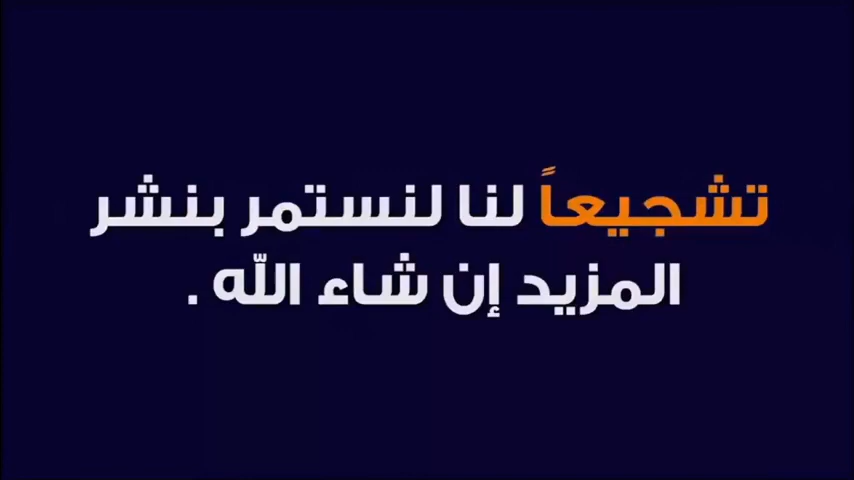 تشجيعاً لنا لنستمر بنشر
المزيد إن شاء الله .